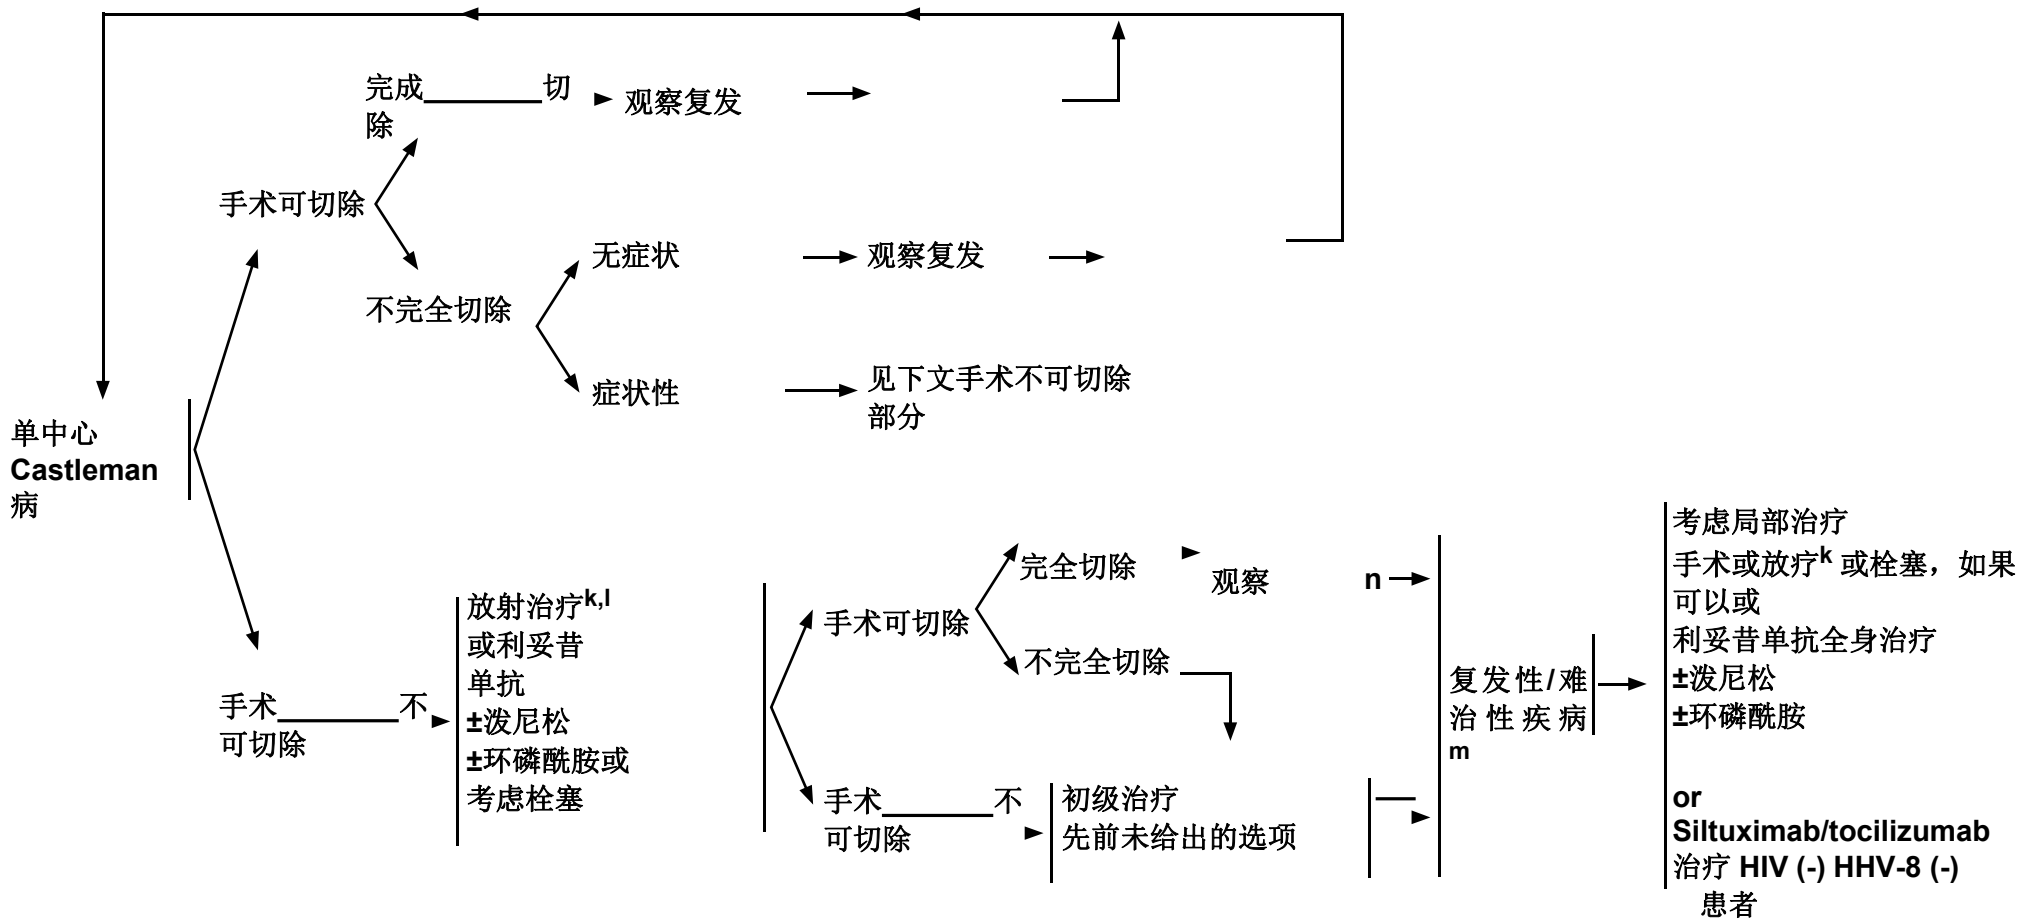 完成 切
除
观察复发
手术可切除
无症状
观察复发
不完全切除
症状性
见下文手术不可切除
部分
单中心
Castleman
病
手术 不
可切除
放射治疗k,l
或利妥昔
单抗
±泼尼松
±环磷酰胺或
考虑栓塞
手术可切除
完全切除
观察
n
不完全切除
手术 不
可切除
初级治疗
先前未给出的选项
复发性/难
治性疾病
m
考虑局部治疗
手术或放疗k 或栓塞，如果
可以或
利妥昔单抗全身治疗
±泼尼松
±环磷酰胺
or
Siltuximab/tocilizumab
治疗 HIV (-) HHV-8 (-)
患者